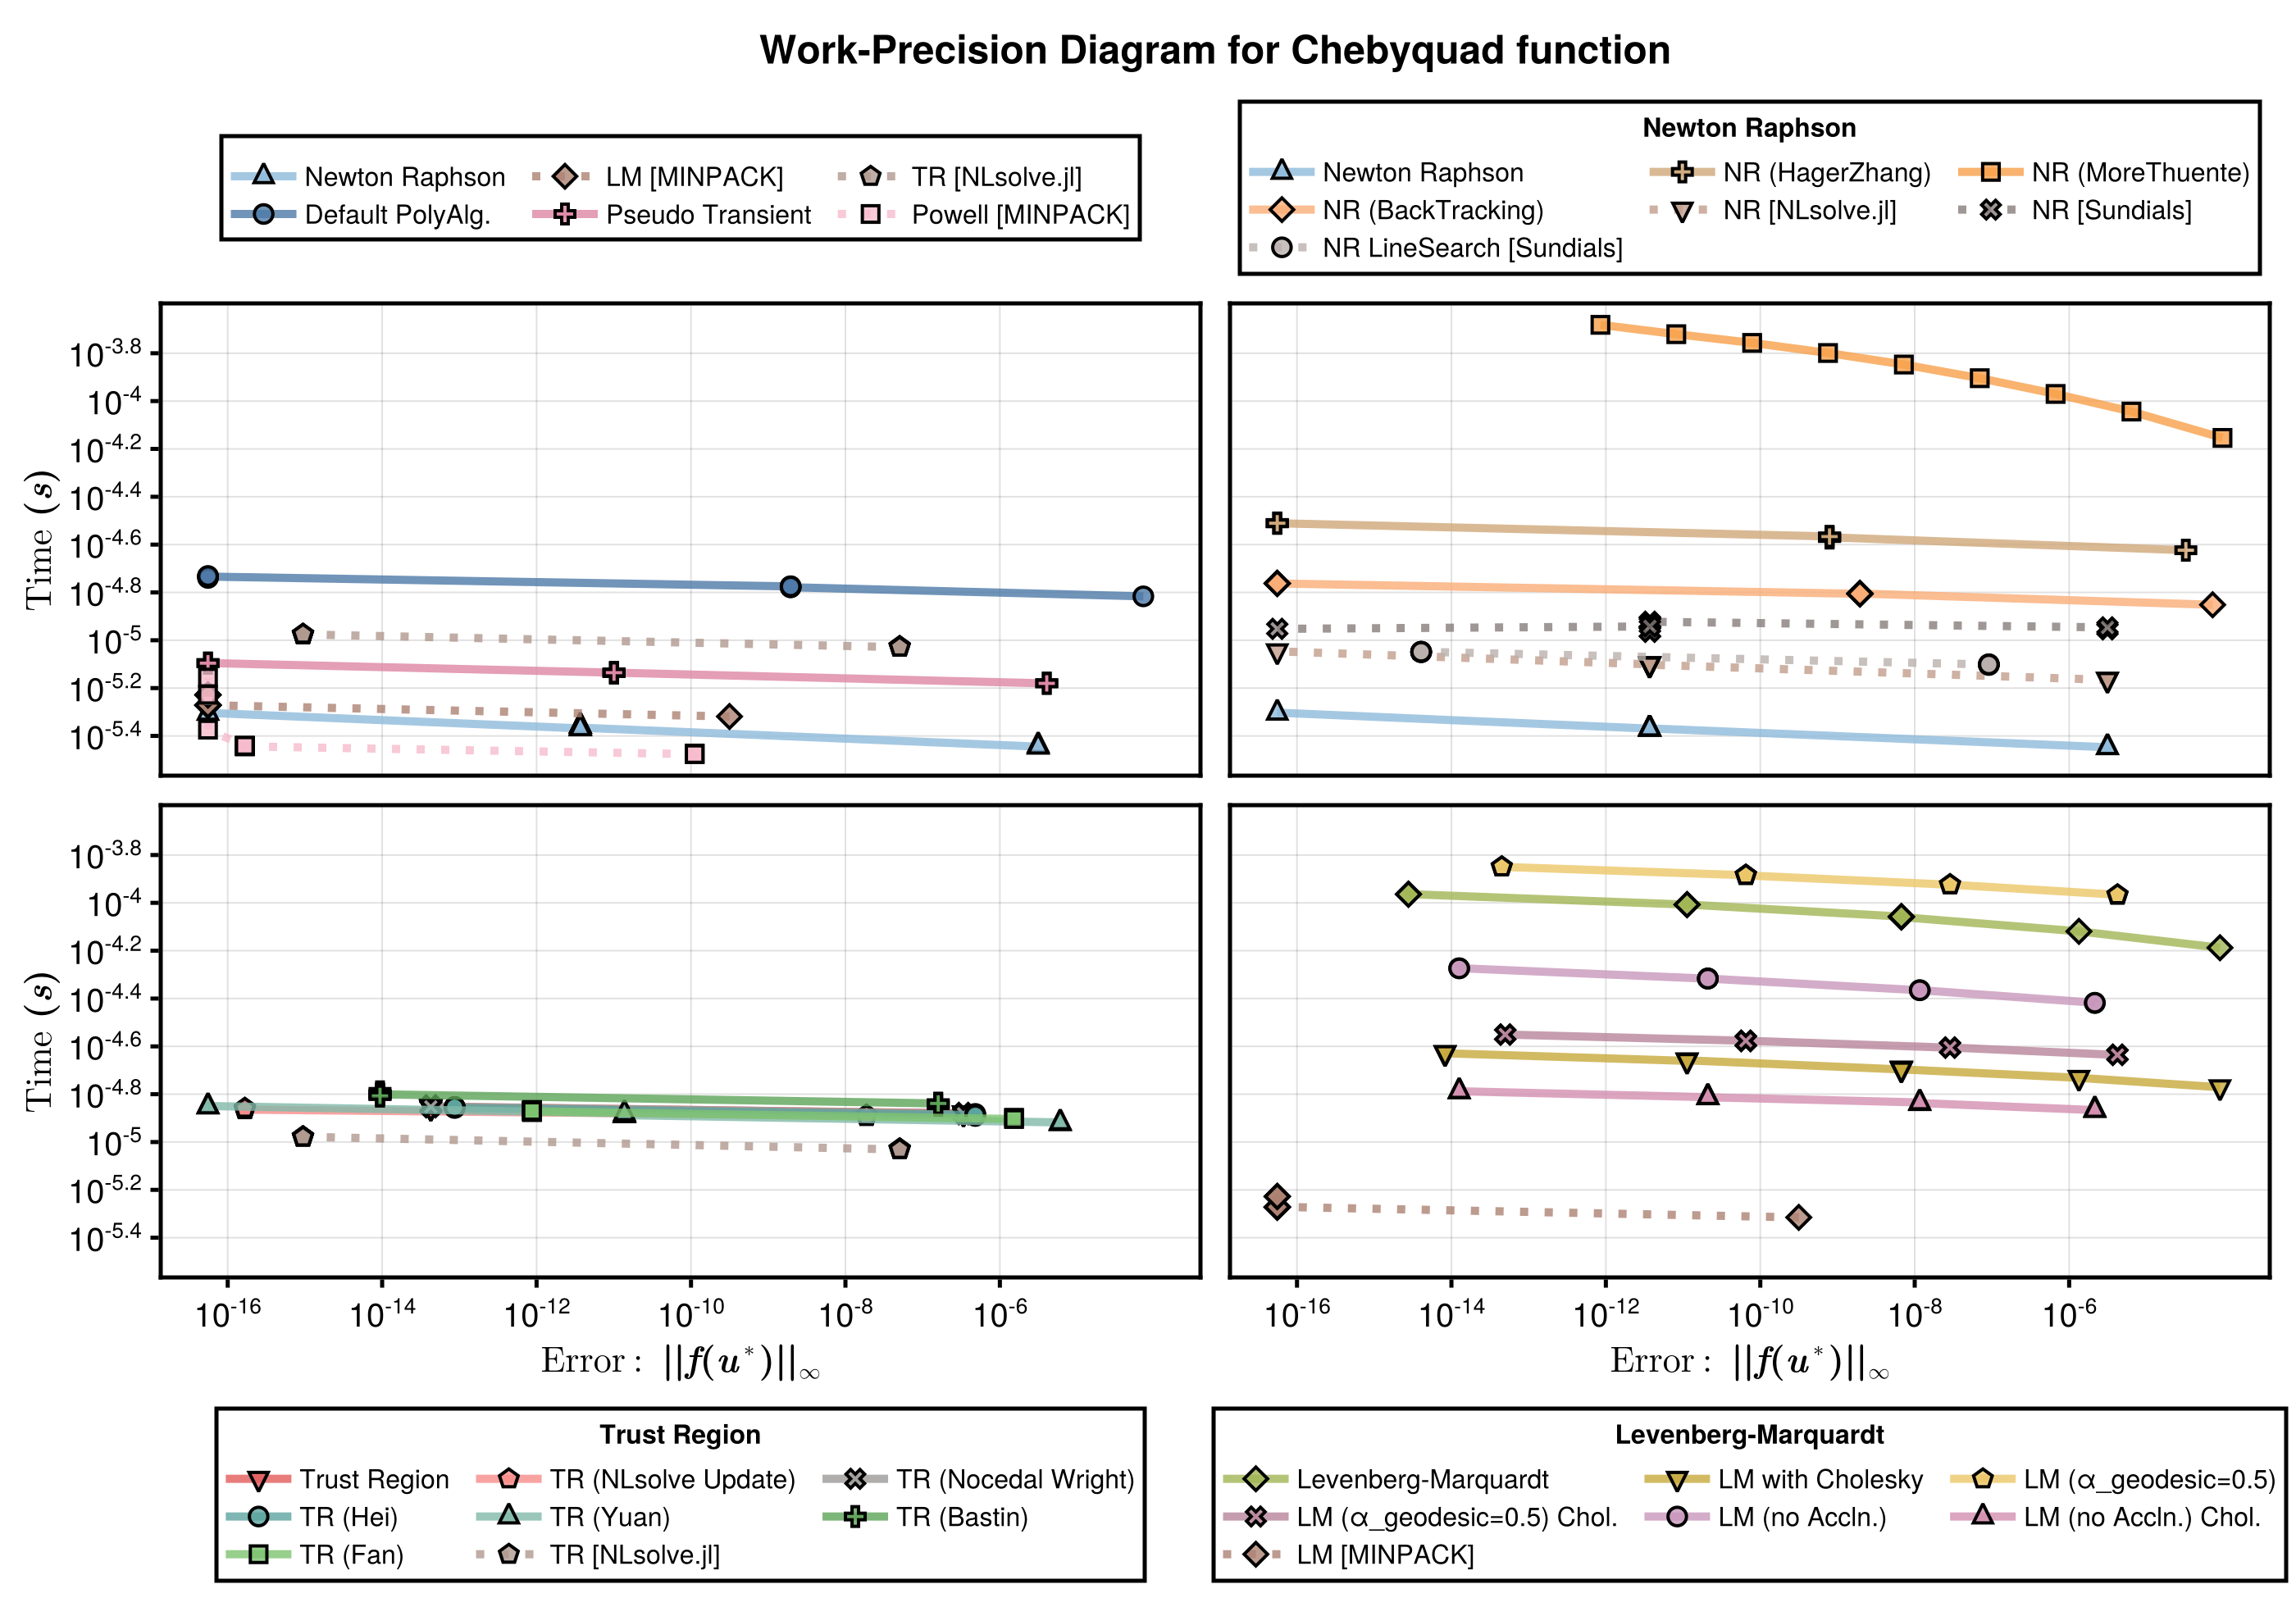 Work-Precision Diagram for Chebyquad function
Newton Raphson LM [MINPACK] TR [NLsolve.jl]
Default PolyAlg. Pseudo Transient Powell [MINPACK]
Newton Raphson
Newton Raphson NR (HagerZhang) NR (MoreThuente)
NR (BackTracking) NR [NLsolve.jl] NR [Sundials]
NR LineSearch [Sundials]
Time (s)
10^-3.8
10^-4
10^-4.2
10^-4.4
10^-4.6
10^-4.8
10^-5
10^-5.2
10^-5.4
Time (s)
10^-3.8
10^-4
10^-4.2
10^-4.4
10^-4.6
10^-4.8
10^-5
10^-5.2
10^-5.4
10^-16 10^-14 10^-12 10^-10 10^-8 10^-6
10^-16 10^-14 10^-12 10^-10 10^-8 10^-6
Error: ||f(u*)||∞
Error: ||f(u*)||∞
Trust Region
Trust Region TR (NLsolve Update) TR (Nocedal Wright)
TR (Hei) TR (Yuan) TR (Bastin)
TR (Fan) TR [NLsolve.jl]
Levenberg-Marquardt
Levenberg-Marquardt LM with Cholesky LM (α_geodesic=0.5)
LM (α_geodesic=0.5) Chol. LM (no Accln.) LM (no Accln.) Chol.
LM [MINPACK]